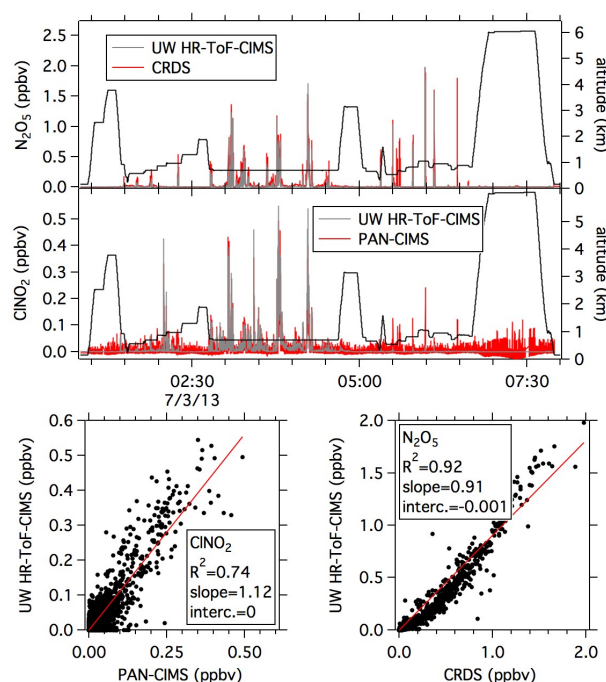 2.5
2.0
1.5
1.0
0.5
0.0
N2O5 (ppbv)
UW HR-ToF-CIMS
CRDS
6
5
4
3
2
1
0
altitude (km)
0.5
0.4
0.3
0.2
0.1
0.0
ClNO2 (ppbv)
UW HR-ToF-CIMS
PAN-CIMS
5
4
3
2
1
0
altitude (km)
02:30
05:00
07:30
7/3/13
0.6
0.5
0.4
0.3
0.2
0.1
0.0
UW HR-ToF-CIMS (ppbv)
ClNO2
R2=0.74
slope=1.12
interc.=0
0.00
0.25
0.50
PAN-CIMS (ppbv)
2.0
1.5
1.0
0.5
0.0
UW HR-ToF-CIMS (ppbv)
N2O5
R2=0.92
slope=0.91
interc.=-0.001
0.0
1.0
2.0
CRDS (ppbv)